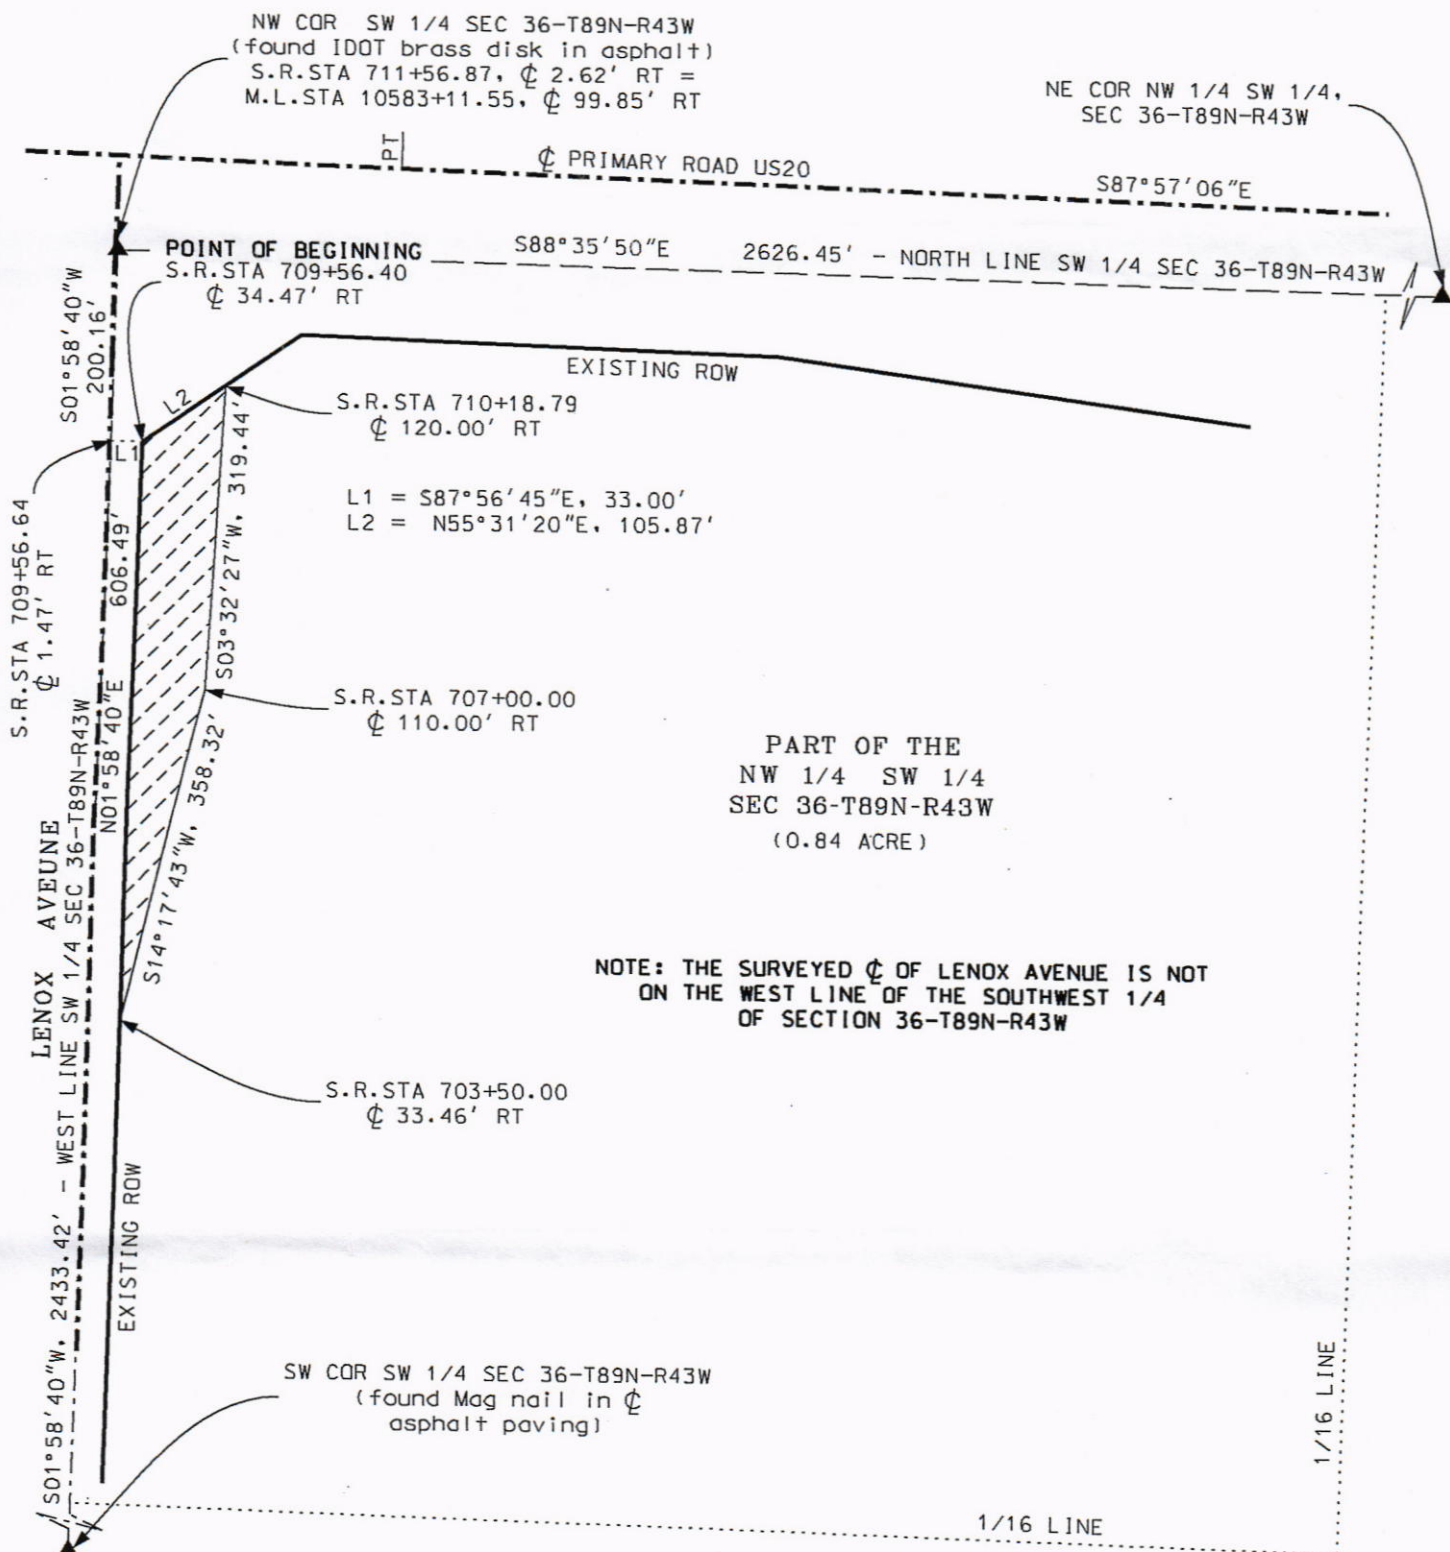 NW COR SW 1/4 SEC 36-T89N-R43W
(found IDOT brass disk in asphalt)
S.R.STA 711+56.87, ℄ 2.62' RT =
M.L.STA 10583+11.55, ℄ 99.85' RT
NE COR NW 1/4 SW 1/4,
SEC 36-T89N-R43W
PT
℄ PRIMARY ROAD US20
S87°57'06"E
POINT OF BEGINNING
S.R.STA 709+56.40
℄ 34.47' RT
S88°35'50"E 2626.45' - NORTH LINE SW 1/4 SEC 36-T89N-R43W
S01°58'40"W
200.16'
EXISTING ROW
L2
S.R.STA 710+18.79
℄ 120.00' RT
L1
L1 = S87°56'45"E, 33.00'
L2 = N55°31'20"E, 105.87'
S03°32'27"W, 319.44'
S.R.STA 709+56.64
℄ 1.47' RT
606.49'
N01°58'40"E
S.R.STA 707+00.00
℄ 110.00' RT
S14°17'43"W, 358.32'
PART OF THE
NW 1/4 SW 1/4
SEC 36-T89N-R43W
(0.84 ACRE)
LENOX AVEUNE
NOTE: THE SURVEYED ℄ OF LENOX AVENUE IS NOT
ON THE WEST LINE OF THE SOUTHWEST 1/4
OF SECTION 36-T89N-R43W
S.R.STA 703+50.00
℄ 33.46' RT
S01°58'40"W, 2433.42' - WEST LINE SW 1/4 SEC 36-T89N-R43W
EXISTING ROW
SW COR SW 1/4 SEC 36-T89N-R43W
(found Mag nail in ℄
asphalt paving)
1/16 LINE
1/16 LINE